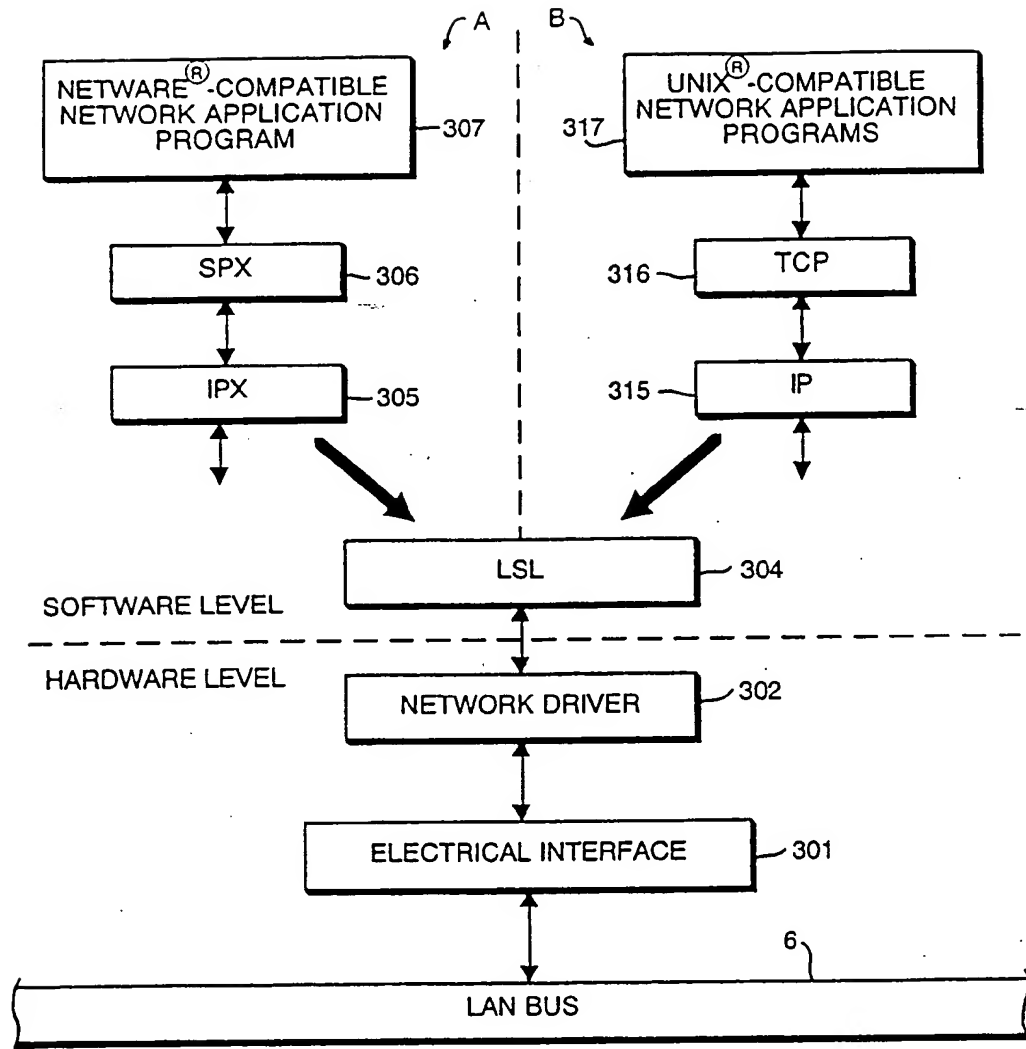 A
B
NETWARE®-COMPATIBLE
NETWORK APPLICATION
PROGRAM
307
UNIX®-COMPATIBLE
NETWORK APPLICATION
PROGRAMS
317
SPX
306
TCP
316
IPX
305
IP
315
LSL
304
SOFTWARE LEVEL
HARDWARE LEVEL
NETWORK DRIVER
302
ELECTRICAL INTERFACE
301
6
LAN BUS